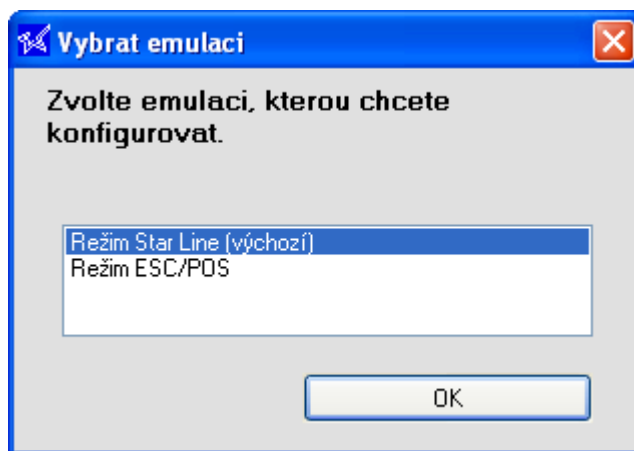 Vybrat emulaci
Zvolte emulaci, kterou chcete
konfigurovat.
Režim Star Line (výchozí)
Režim ESC/POS
OK